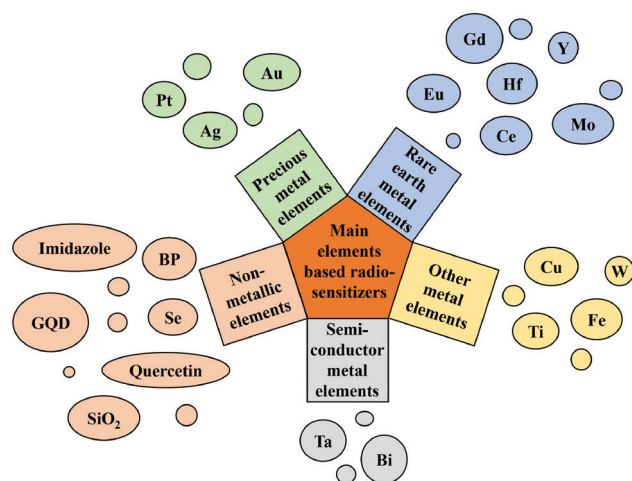 Gd
Y
Au
Pt
Eu
Hf
Ag
Ce
Mo
Precious
metal
elements
Rare
earth
metal
elements
Main
elements
based radio-
sensitizers
Imidazole
BP
Non-
metallic
elements
Other
metal
elements
Cu
W
GQD
Se
Ti
Fe
Semi-
conductor
metal
elements
Quercetin
SiO₂
Ta
Bi